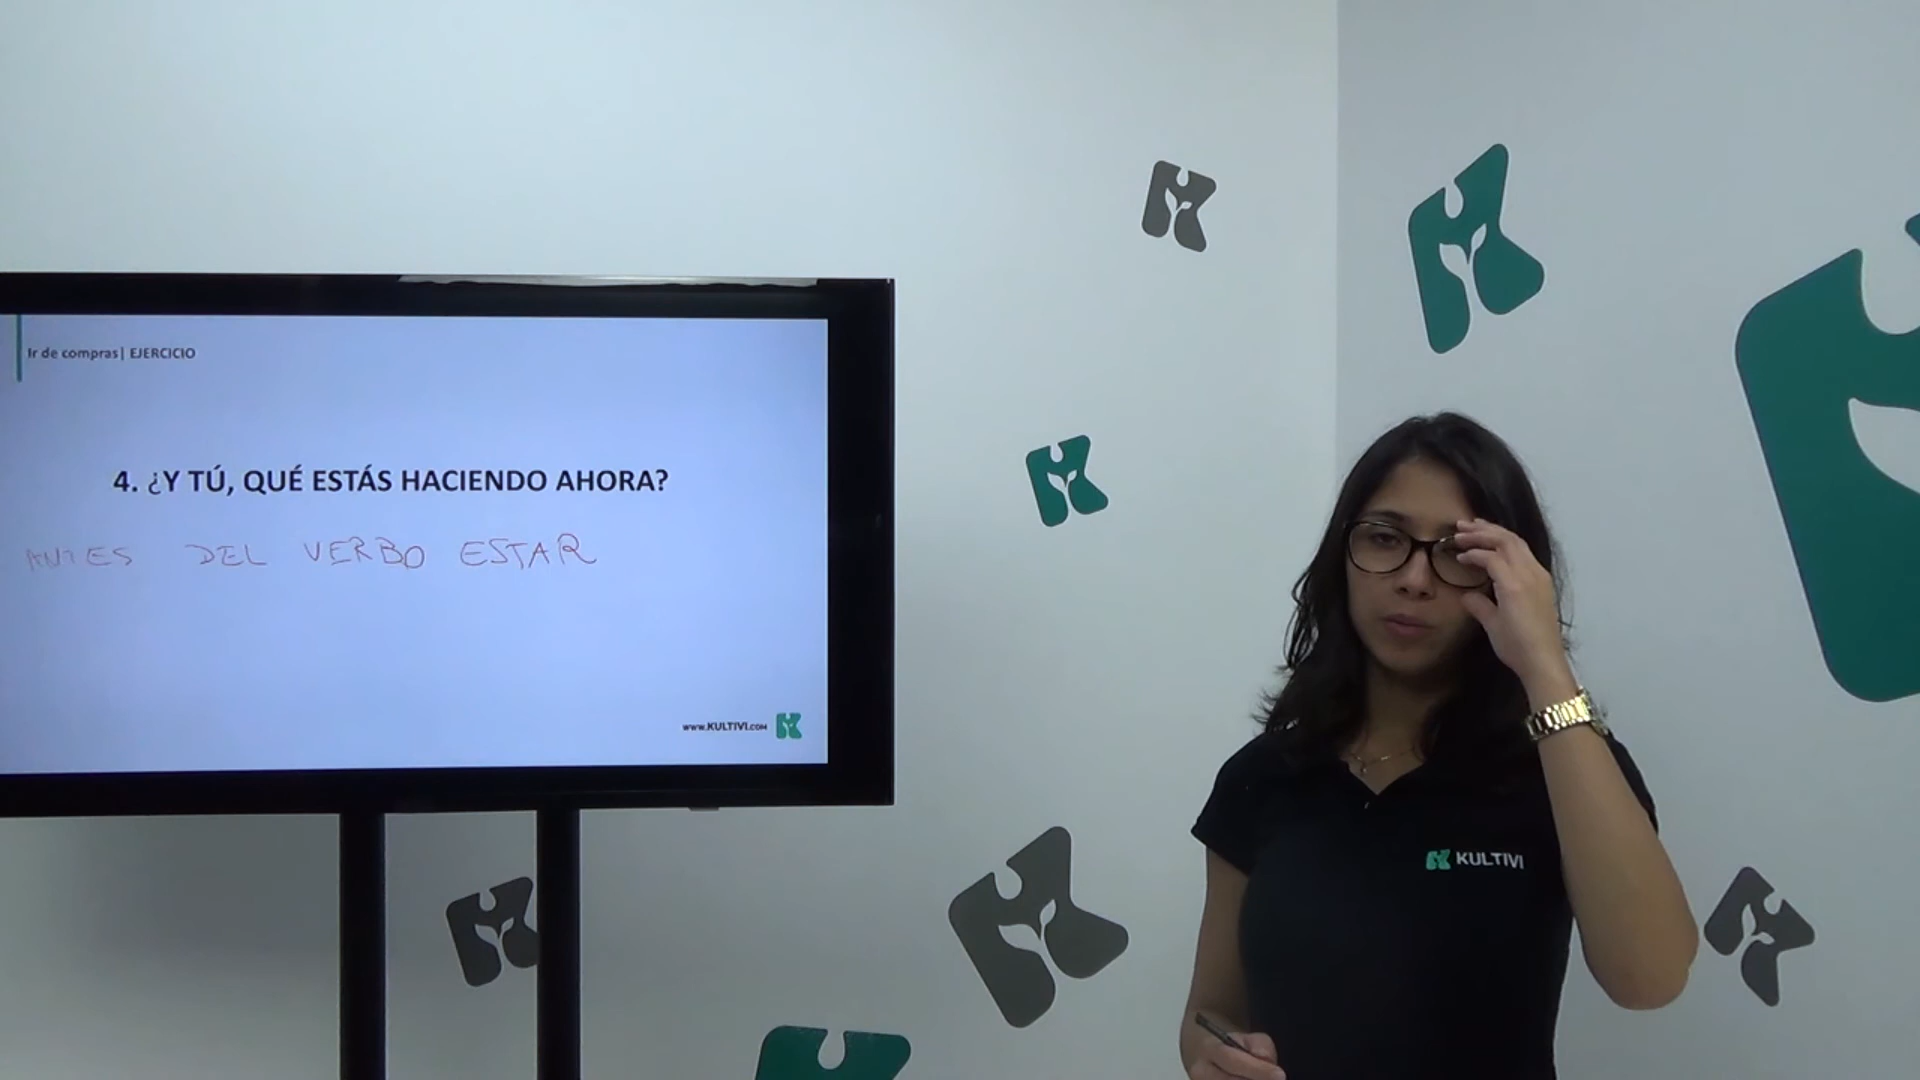 Ir de compras| EJERCICIO
4. ¿Y TÚ, QUÉ ESTÁS HACIENDO AHORA?
ANTES DEL VERBO ESTAR
www.KULTIVI.COM
KULTIVI